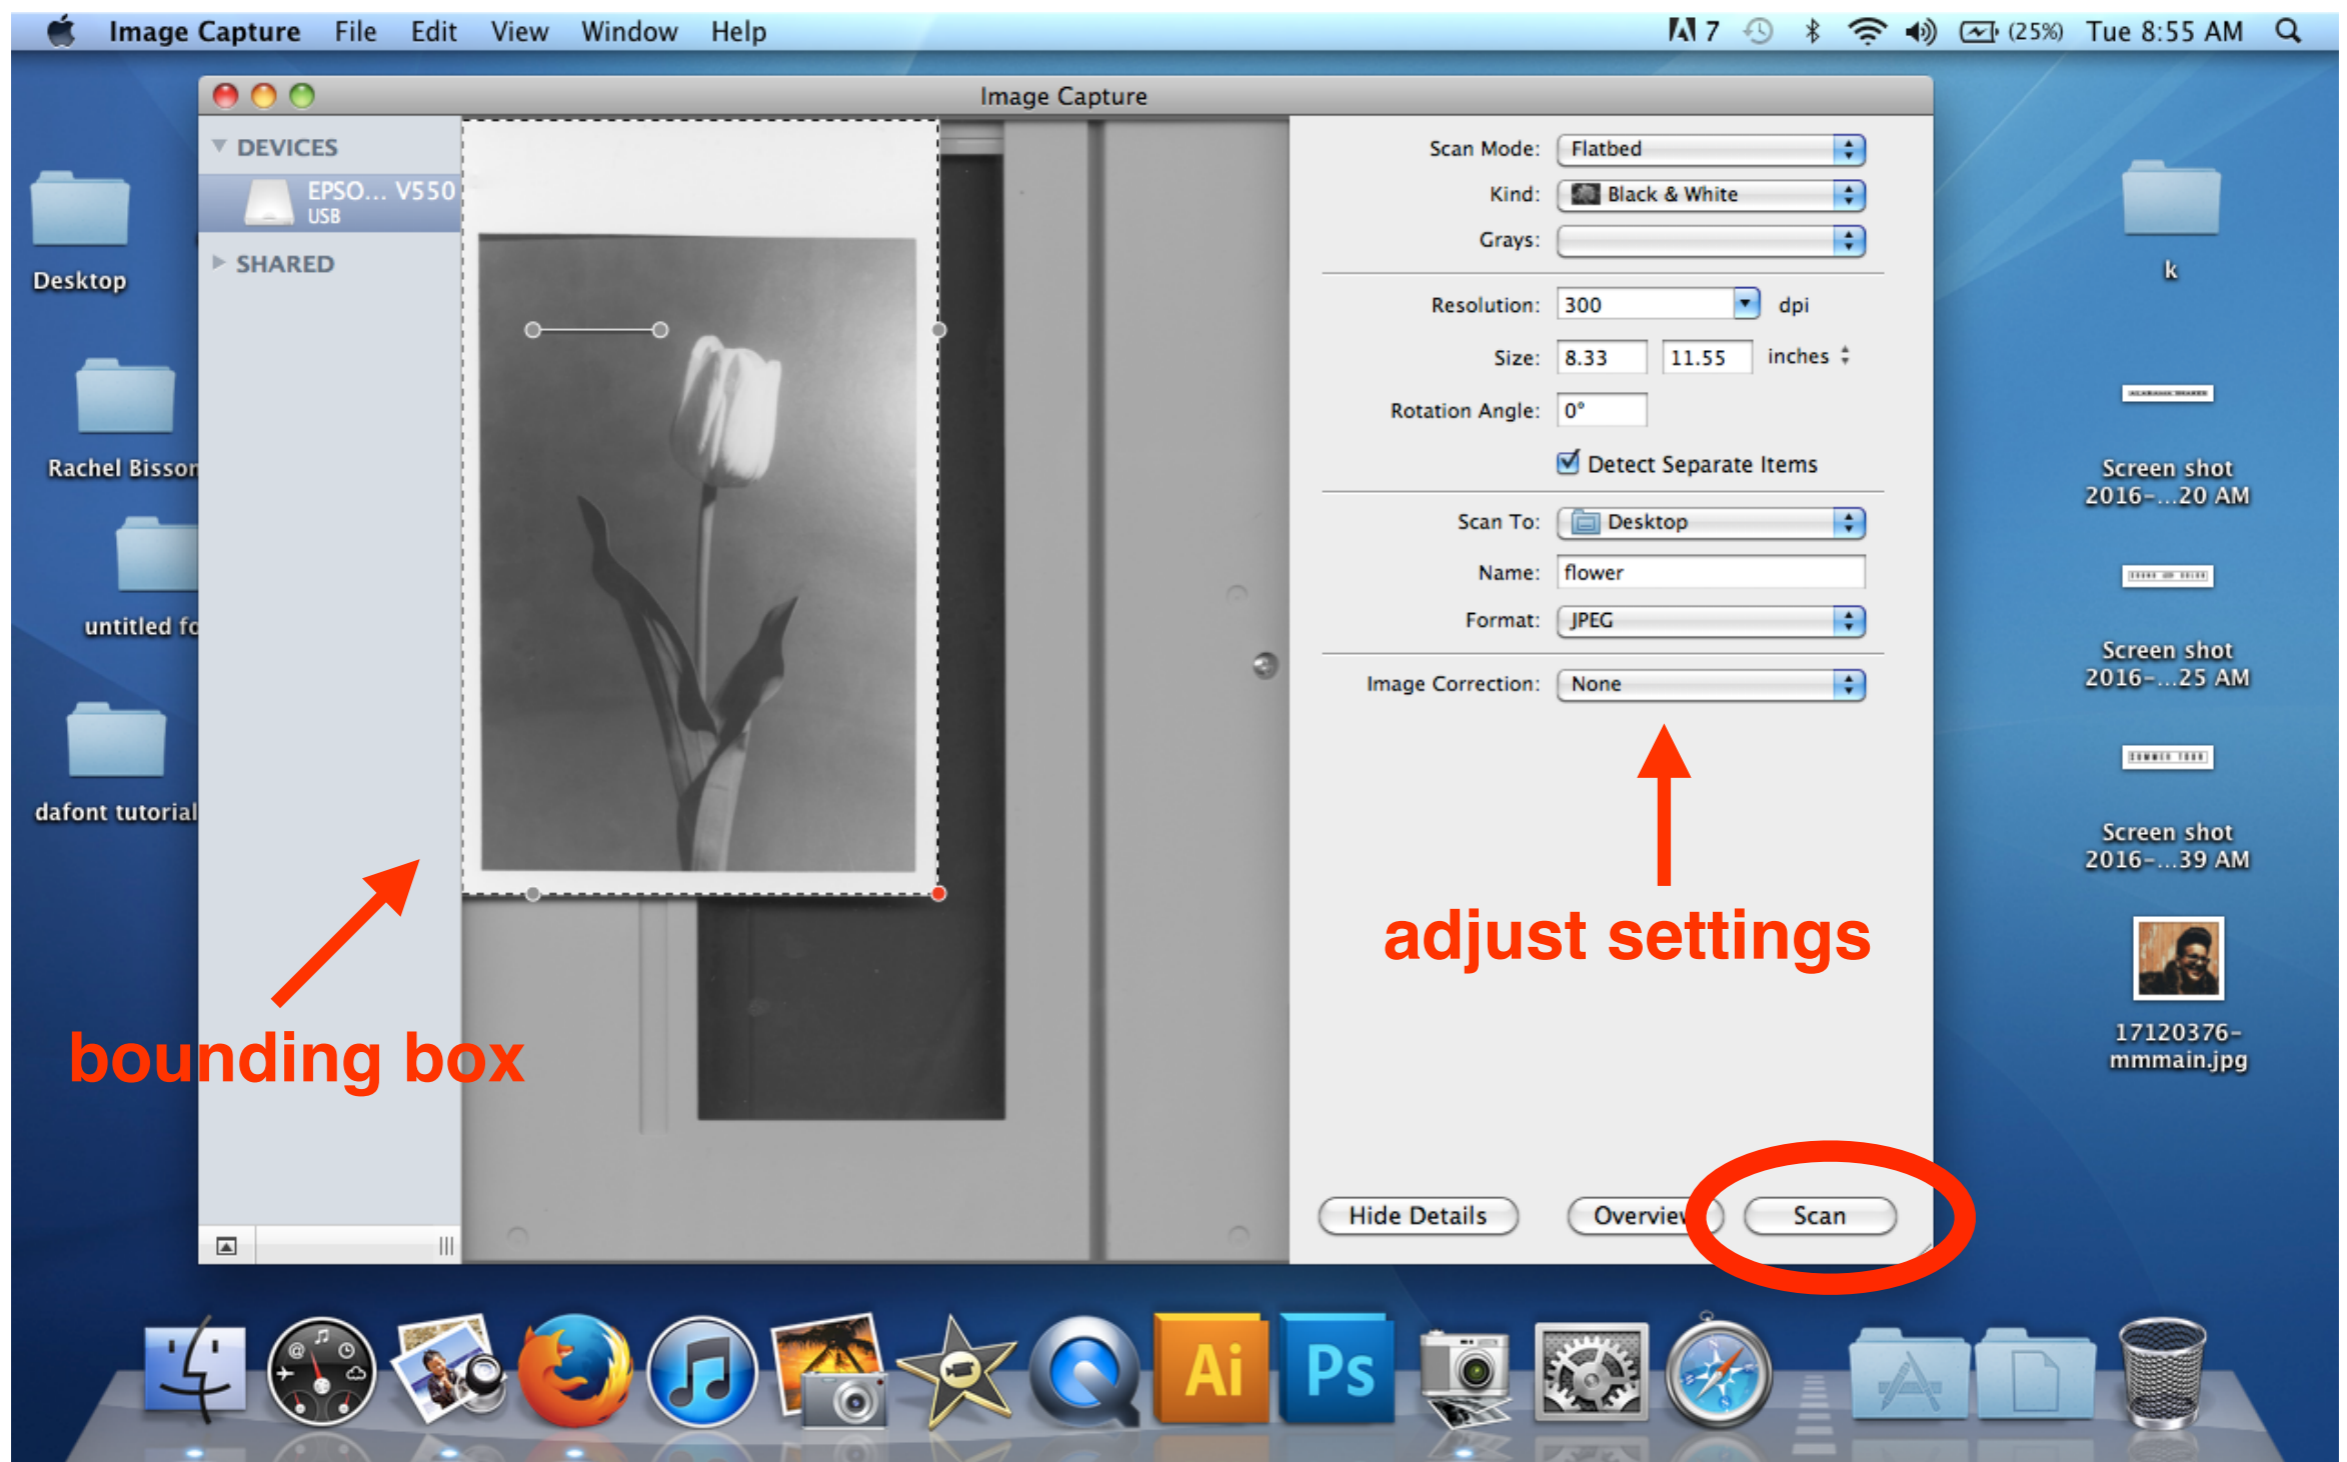 Image Capture File Edit View Window Help
7 (25%) Tue 8:55 AM
Image Capture
DEVICES
EPSO... V550
USB
SHARED
Scan Mode: Flatbed
Kind: Black & White
Grays:
Resolution: 300 dpi
Size: 8.33 11.55 inches
Rotation Angle: 0°
Detect Separate Items
Scan To: Desktop
Name: flower
Format: JPEG
Image Correction: None
adjust settings
bounding box
Hide Details Overview Scan
Desktop
Rachel Bisson
untitled fo
dafont tutorial
k
Screen shot
2016-...20 AM
Screen shot
2016-...25 AM
SUMMER TOUR
Screen shot
2016-...39 AM
17120376-
mmmain.jpg
Ai Ps